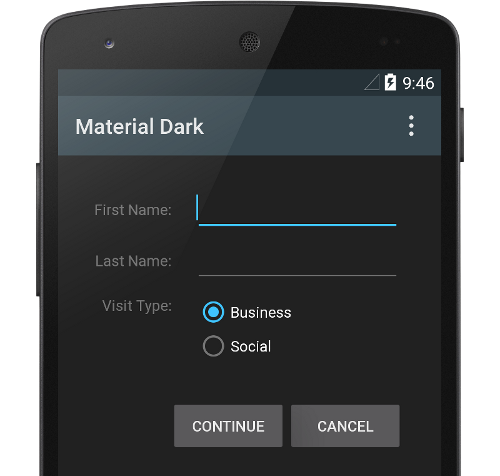 9:46
Material Dark
First Name:
Last Name:
Visit Type:
Business
Social
CONTINUE CANCEL